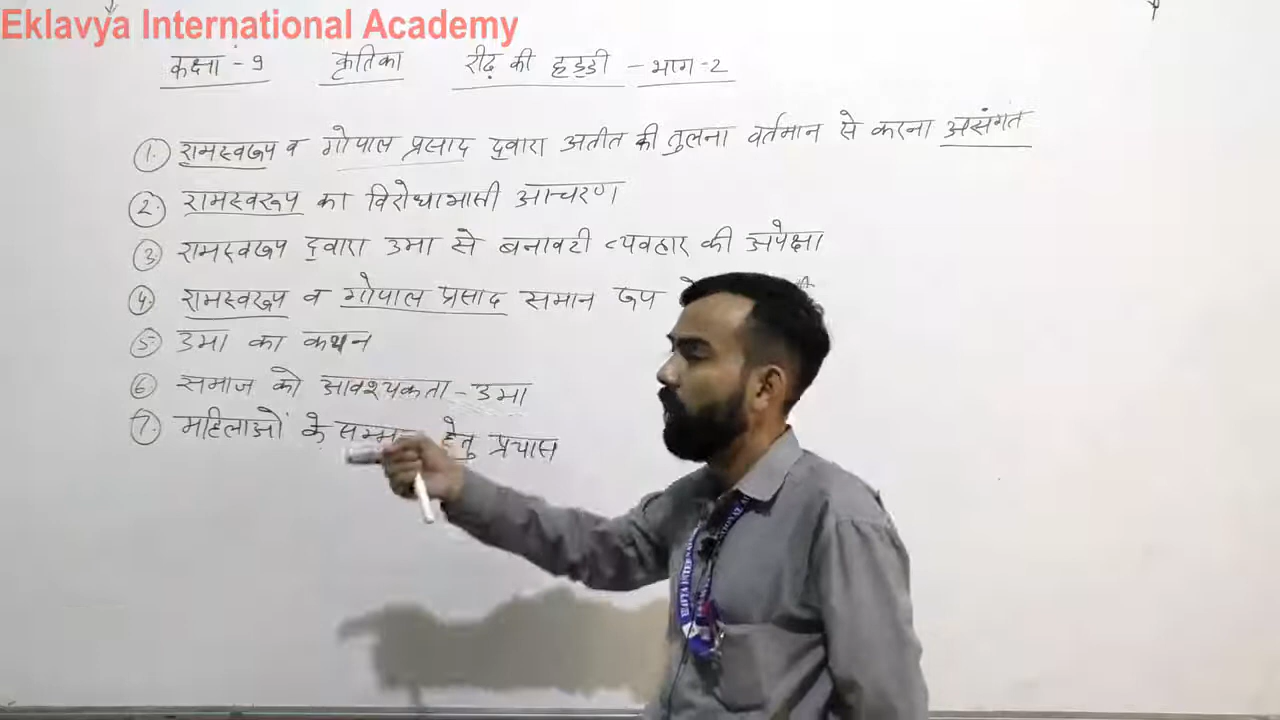 Eklavya International Academy
कक्षा - 9 कृतिका रीढ़ की हड्डी - भाग-2
1. रामस्वरूप व गोपाल प्रसाद द्वारा अतीत की तुलना वर्तमान से करना असंगत
2. रामस्वरूप का विरोधाभासी आचरण
3. रामस्वरूप द्वारा उमा से बनावटी व्यवहार की अपेक्षा
4. रामस्वरूप व गोपाल प्रसाद समान रूप से
5. उमा का कथन
6. समाज को आवश्यकता - उमा
7. महिलाओं के हेतु प्रयास